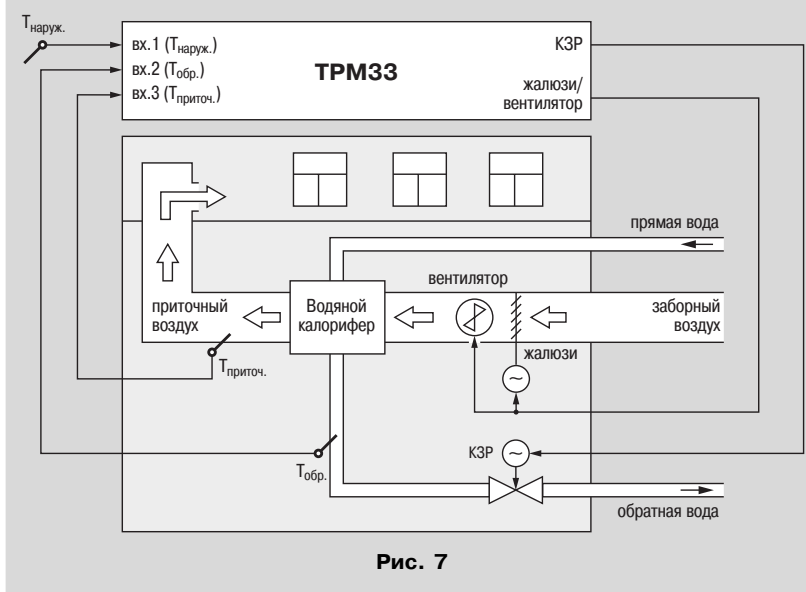 Тнаруж.
вх.1 (Тнаруж.)
вх.2 (Тобр.)
вх.3 (Тприточ.)
ТРМ33
КЗР
жалюзи/
вентилятор
прямая вода
вентилятор
приточный
воздух
Водяной
калорифер
заборный
воздух
жалюзи
Тприточ.
КЗР
Тобр.
обратная вода
Рис. 7